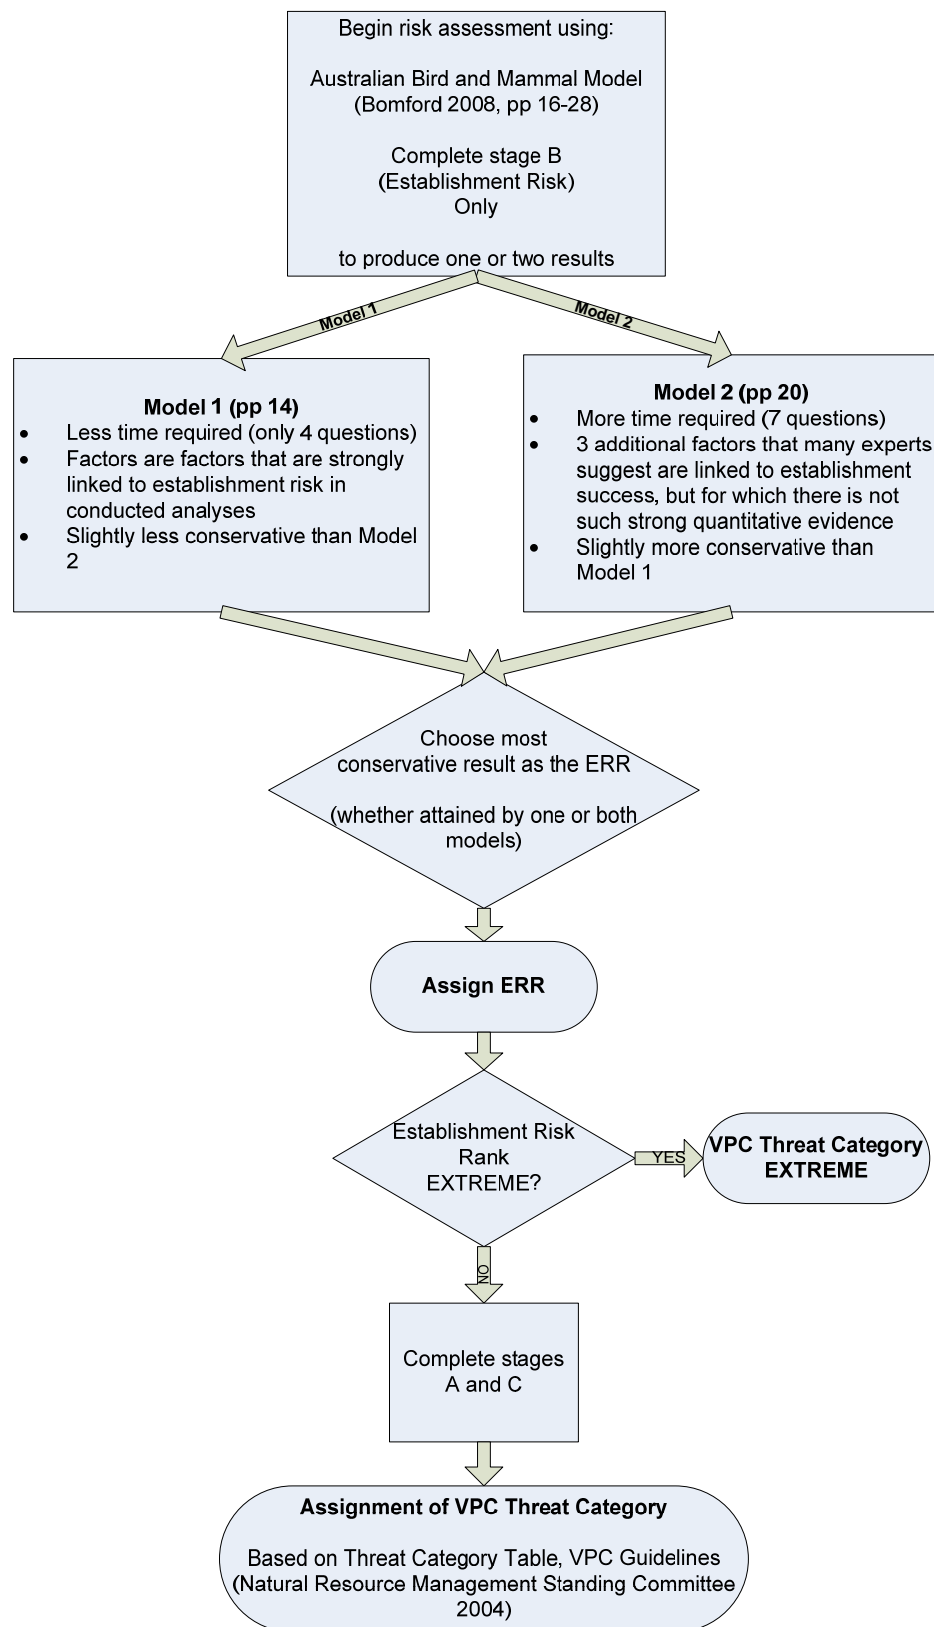 Begin risk assessment using:
Australian Bird and Mammal Model
(Bomford 2008, pp 16-28)
Complete stage B
(Establishment Risk)
Only
to produce one or two results
Model 1
Model 2
Model 1 (pp 14)
• Less time required (only 4 questions)
• Factors are factors that are strongly
linked to establishment risk in
conducted analyses
• Slightly less conservative than Model
2
Model 2 (pp 20)
• More time required (7 questions)
• 3 additional factors that many experts
suggest are linked to establishment
success, but for which there is not
such strong quantitative evidence
• Slightly more conservative than
Model 1
Choose most
conservative result as the ERR
(whether attained by one or both
models)
Assign ERR
Establishment Risk
Rank
EXTREME?
YES
VPC Threat Category
EXTREME
NO
Complete stages
A and C
Assignment of VPC Threat Category
Based on Threat Category Table, VPC Guidelines
(Natural Resource Management Standing Committee
2004)